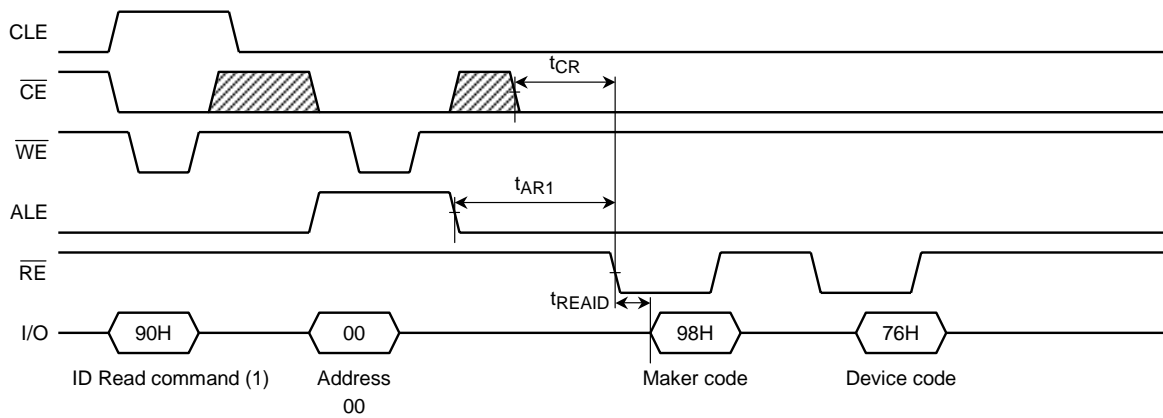 CLE
tCR
CE
WE
tAR1
ALE
RE
tREAID
I/O 90H 00 98H 76H
ID Read command (1) Address Maker code Device code
00